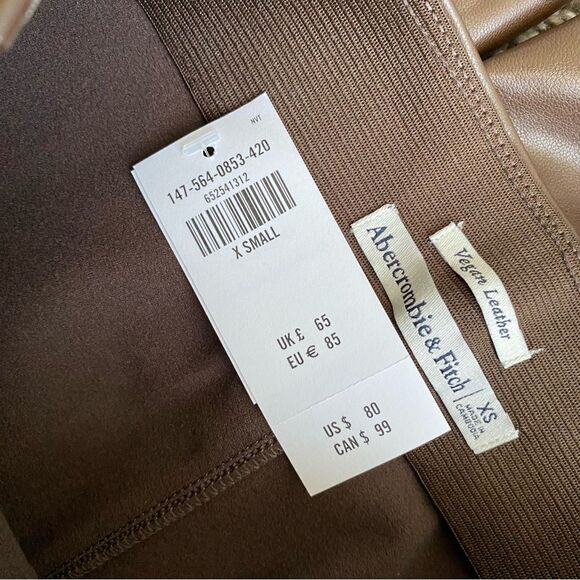 NVT
147-564-0853-420
652541312
X SMALL
UK £ 65
EU € 85
US $ 80
CAN $ 99
Abercrombie & Fitch | XS
MADE IN
CAMBODIA
Vegan Leather